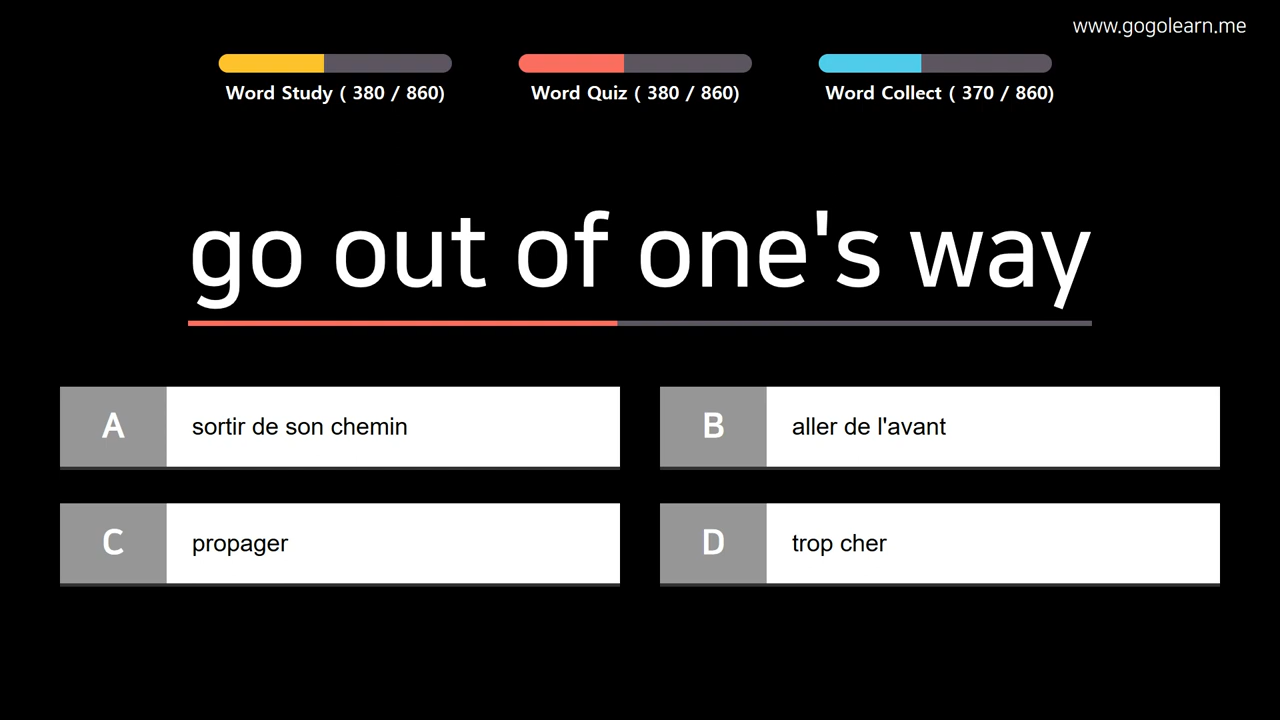 www.gogolearn.me
Word Study ( 380 / 860)
Word Quiz ( 380 / 860)
Word Collect ( 370 / 860)
go out of one's way
A
sortir de son chemin
B
aller de l'avant
C
propager
D
trop cher